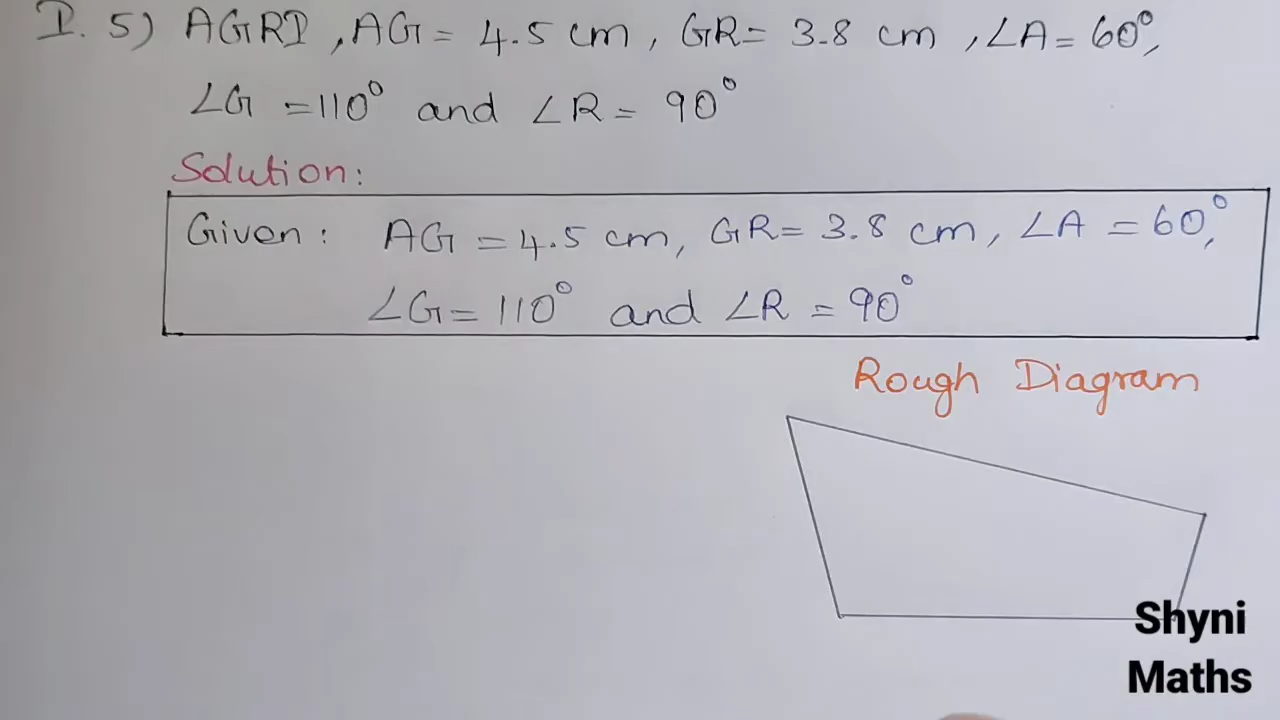 I. 5) AGRI , AG = 4.5 cm, GR = 3.8 cm , ∠A = 60°,
∠G = 110° and ∠R = 90°
Solution:
Given: AG = 4.5 cm, GR = 3.8 cm, ∠A = 60°,
∠G = 110° and ∠R = 90°
Rough Diagram
Shyni
Maths